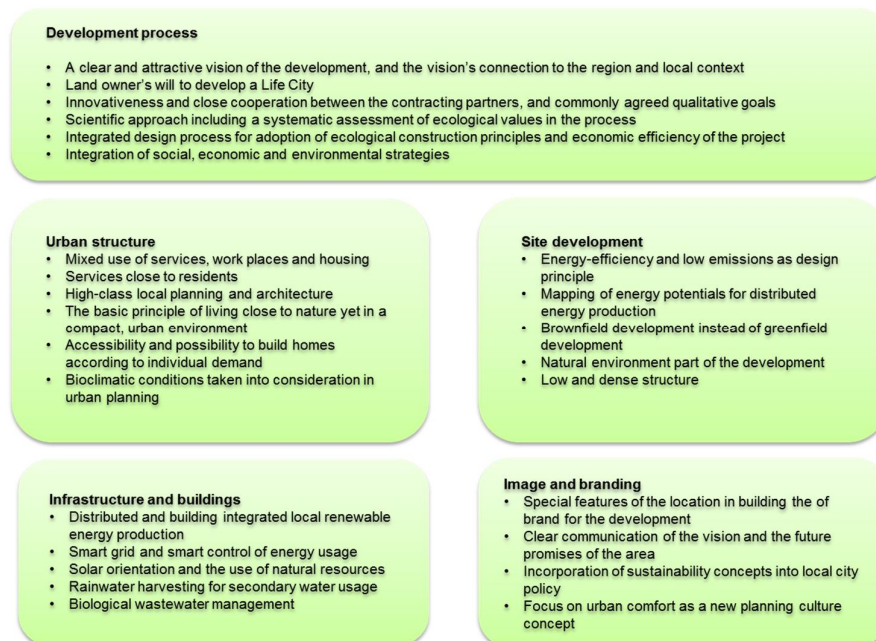 Development process
• A clear and attractive vision of the development, and the vision's connection to the region and local context
• Land owner's will to develop a Life City
• Innovativeness and close cooperation between the contracting partners, and commonly agreed qualitative goals
• Scientific approach including a systematic assessment of ecological values in the process
• Integrated design process for adoption of ecological construction principles and economic efficiency of the project
• Integration of social, economic and environmental strategies
Urban structure
• Mixed use of services, work places and housing
• Services close to residents
• High-class local planning and architecture
• The basic principle of living close to nature yet in a
compact, urban environment
• Accessibility and possibility to build homes
according to individual demand
• Bioclimatic conditions taken into consideration in
urban planning
Site development
• Energy-efficiency and low emissions as design
principle
• Mapping of energy potentials for distributed
energy production
• Brownfield development instead of greenfield
development
• Natural environment part of the development
• Low and dense structure
Infrastructure and buildings
• Distributed and building integrated local renewable
energy production
• Smart grid and smart control of energy usage
• Solar orientation and the use of natural resources
• Rainwater harvesting for secondary water usage
• Biological wastewater management
Image and branding
• Special features of the location in building the of
brand for the development
• Clear communication of the vision and the future
promises of the area
• Incorporation of sustainability concepts into local city
policy
• Focus on urban comfort as a new planning culture
concept